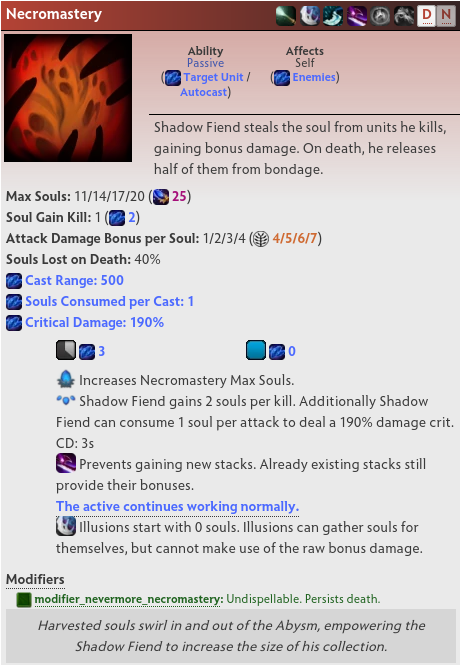 Necromastery
D N
Ability Affects
Passive Self
(Target Unit / (Enemies)
Autocast)
Shadow Fiend steals the soul from units he kills,
gaining bonus damage. On death, he releases
half of them from bondage.
Max Souls: 11/14/17/20 (25)
Soul Gain Kill: 1 (2)
Attack Damage Bonus per Soul: 1/2/3/4 (4/5/6/7)
Souls Lost on Death: 40%
Cast Range: 500
Souls Consumed per Cast: 1
Critical Damage: 190%
3 0
Increases Necromastery Max Souls.
Shadow Fiend gains 2 souls per kill. Additionally Shadow
Fiend can consume 1 soul per attack to deal a 190% damage crit.
CD: 3s
Prevents gaining new stacks. Already existing stacks still
provide their bonuses.
The active continues working normally.
Illusions start with 0 souls. Illusions can gather souls for
themselves, but cannot make use of the raw bonus damage.
Modifiers
modifier_nevermore_necromastery: Undispellable. Persists death.
Harvested souls swirl in and out of the Abysm, empowering the
Shadow Fiend to increase the size of his collection.